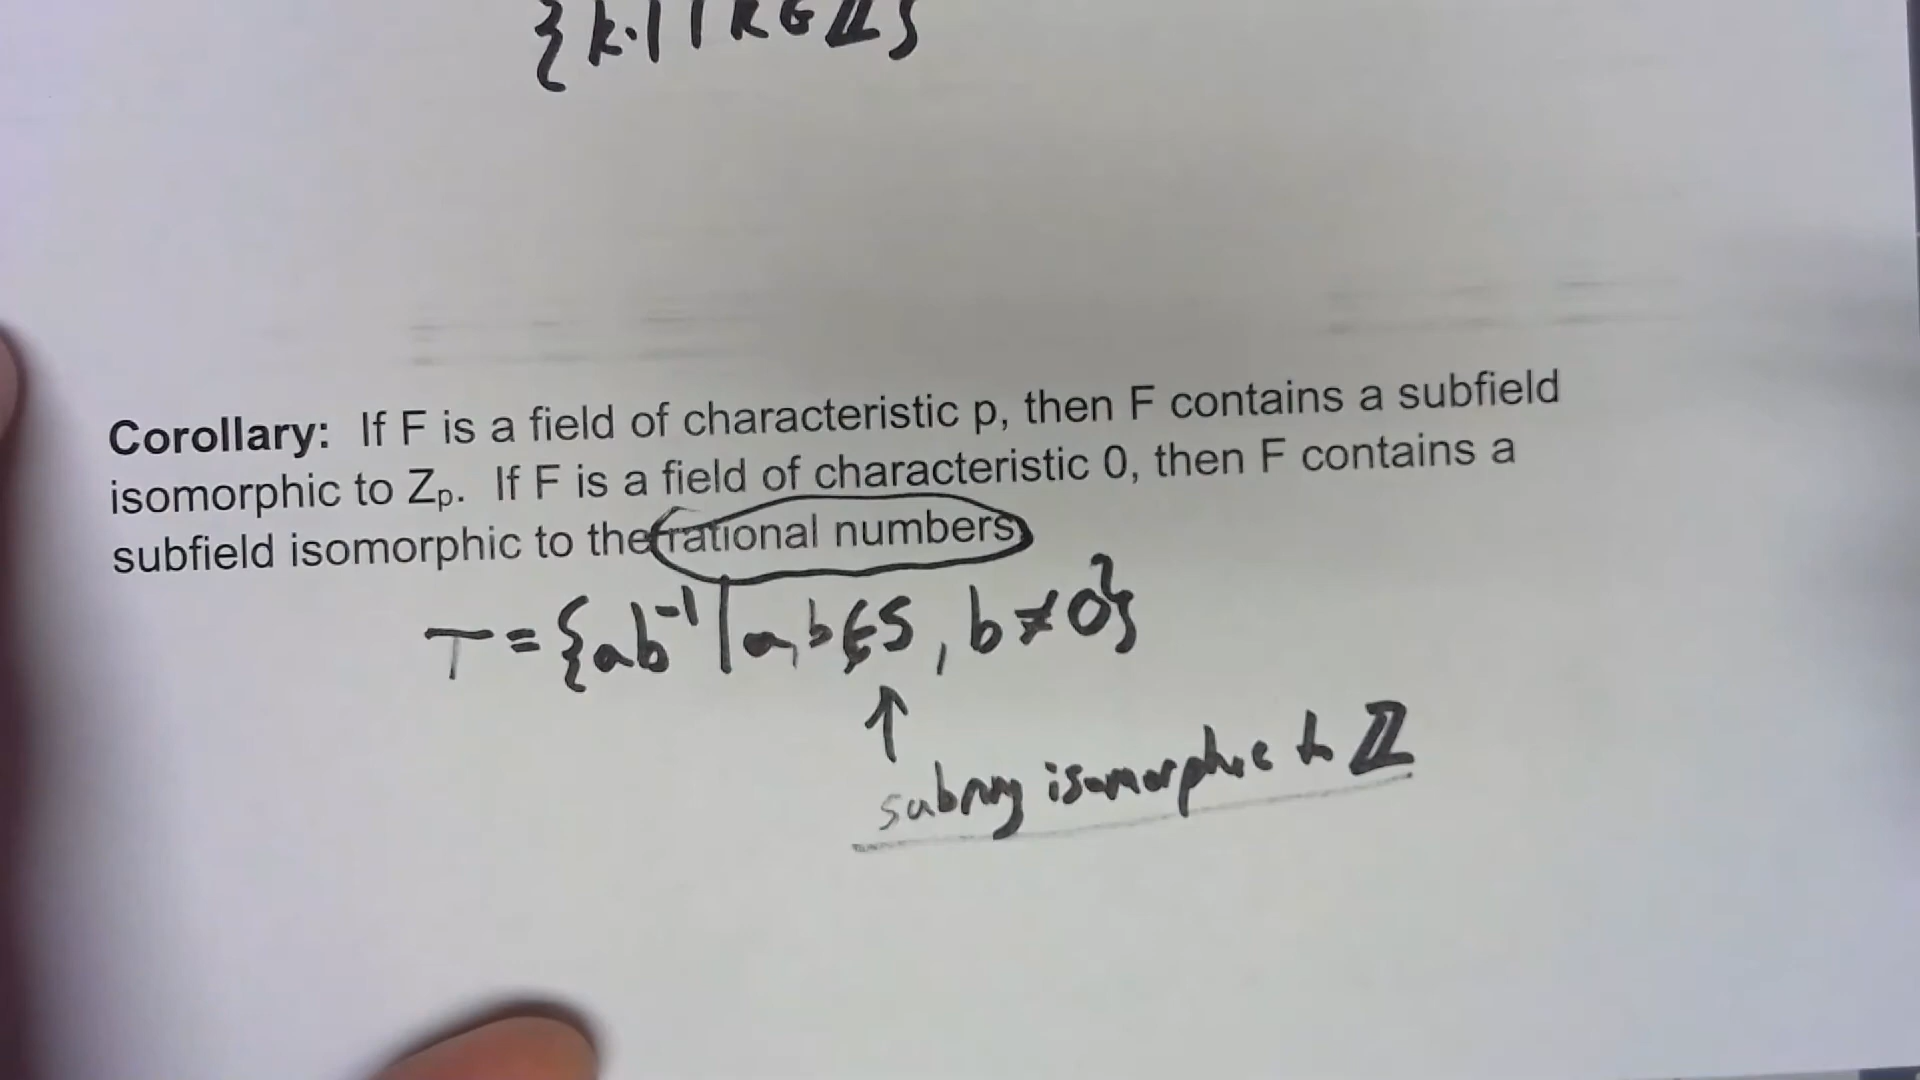 {k·1 | k ∈ ℤ}
Corollary: If F is a field of characteristic p, then F contains a subfield
isomorphic to Zp. If F is a field of characteristic 0, then F contains a
subfield isomorphic to the rational numbers
T = {ab⁻¹ | a, b ∈ S, b ≠ 0}
↑
subring isomorphic to ℤ